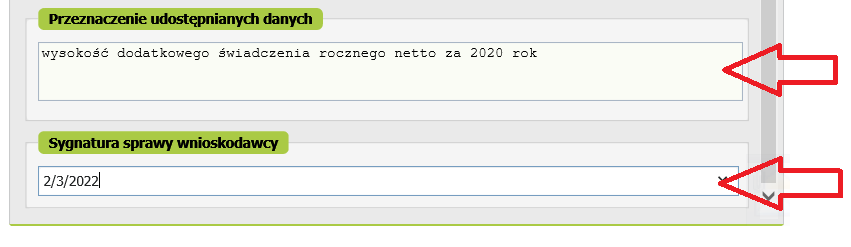 Przeznaczenie udostępnianych danych
wysokość dodatkowego świadczenia rocznego netto za 2020 rok
Sygnatura sprawy wnioskodawcy
2/3/2022